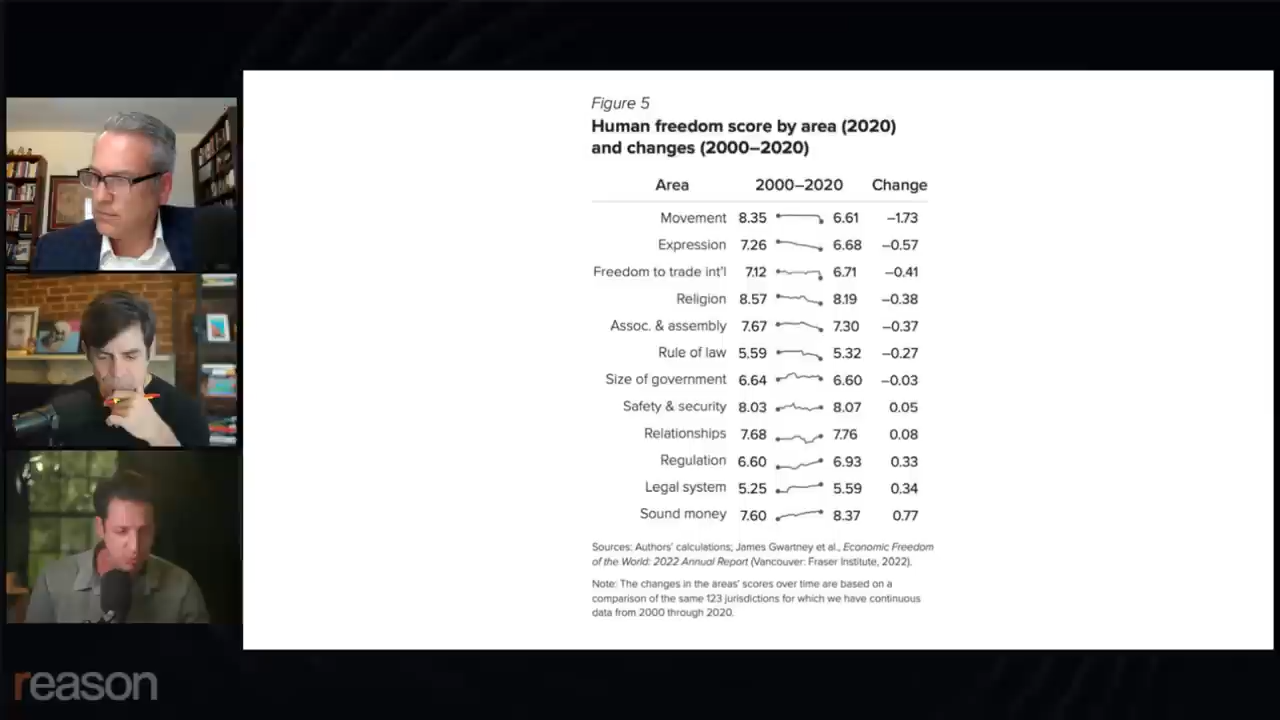 Figure 5
Human freedom score by area (2020)
and changes (2000–2020)
Area 2000–2020 Change
Movement 8.35 6.61 –1.73
Expression 7.26 6.68 –0.57
Freedom to trade int'l 7.12 6.71 –0.41
Religion 8.57 8.19 –0.38
Assoc. & assembly 7.67 7.30 –0.37
Rule of law 5.59 5.32 –0.27
Size of government 6.64 6.60 –0.03
Safety & security 8.03 8.07 0.05
Relationships 7.68 7.76 0.08
Regulation 6.60 6.93 0.33
Legal system 5.25 5.59 0.34
Sound money 7.60 8.37 0.77
Sources: Authors' calculations; James Gwartney et al., Economic Freedom
of the World: 2022 Annual Report (Vancouver: Fraser Institute, 2022).
Note: The changes in the areas' scores over time are based on a
comparison of the same 123 jurisdictions for which we have continuous
data from 2000 through 2020.
reason